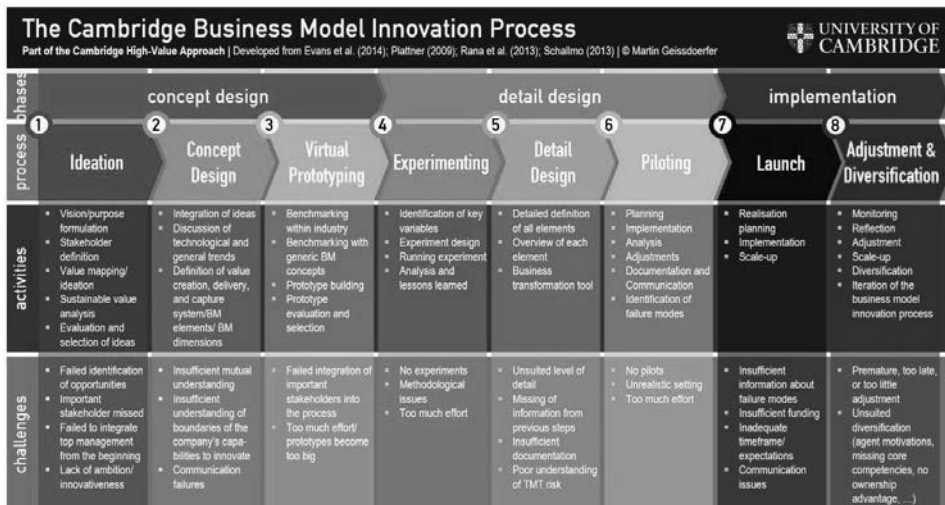 The Cambridge Business Model Innovation Process
Part of the Cambridge High-Value Approach | Developed from Evans et al. (2014); Plattner (2009); Rana et al. (2013); Schallmo (2013) | © Martin Geissdoerfer
UNIVERSITY OF
CAMBRIDGE
phases
concept design
detail design
implementation
process
1
Ideation
2
Concept
Design
3
Virtual
Prototyping
4
Experimenting
5
Detail
Design
6
Piloting
7
Launch
8
Adjustment &
Diversification
activities
▪ Vision/purpose
formulation
▪ Stakeholder
definition
▪ Value mapping/
ideation
▪ Sustainable value
analysis
▪ Evaluation and
selection of ideas
▪ Integration of ideas
▪ Discussion of
technological and
general trends
▪ Definition of value
creation, delivery,
and capture
system/BM
elements/ BM
dimensions
▪ Benchmarking
within industry
▪ Benchmarking with
generic BM
concepts
▪ Prototype building
▪ Prototype
evaluation and
selection
▪ Identification of key
variables
▪ Experiment design
▪ Running experiment
▪ Analysis and
lessons learned
▪ Detailed definition
of all elements
▪ Overview of each
element
▪ Business
transformation tool
▪ Planning
▪ Implementation
▪ Analysis
▪ Adjustments
▪ Documentation and
Communication
▪ Identification of
failure modes
▪ Realisation
planning
▪ Implementation
▪ Scale-up
▪ Monitoring
▪ Reflection
▪ Adjustment
▪ Scale-up
▪ Diversification
▪ Iteration of the
business model
innovation process
challenges
▪ Failed identification
of opportunities
▪ Important
stakeholder missed
▪ Failed to integrate
top management
from the beginning
▪ Lack of ambition/
innovativeness
▪ Insufficient mutual
understanding
▪ Insufficient
understanding of
boundaries of the
company's capa-
bilities to innovate
▪ Communication
failures
▪ Failed integration of
important
stakeholders into
the process
▪ Too much effort/
prototypes become
too big
▪ No experiments
▪ Methodological
issues
▪ Too much effort
▪ Unsuited level of
detail
▪ Missing of
information from
previous steps
▪ Insufficient
documentation
▪ Poor understanding
of TMT risk
▪ No pilots
▪ Unrealistic setting
▪ Too much effort
▪ Insufficient
information about
failure modes
▪ Insufficient funding
▪ Inadequate
timeframe/
expectations
▪ Communication
issues
▪ Premature, too late,
or too little
adjustment
▪ Unsuited
diversification
(agent motivations,
missing core
competencies, no
ownership
advantage, ...)